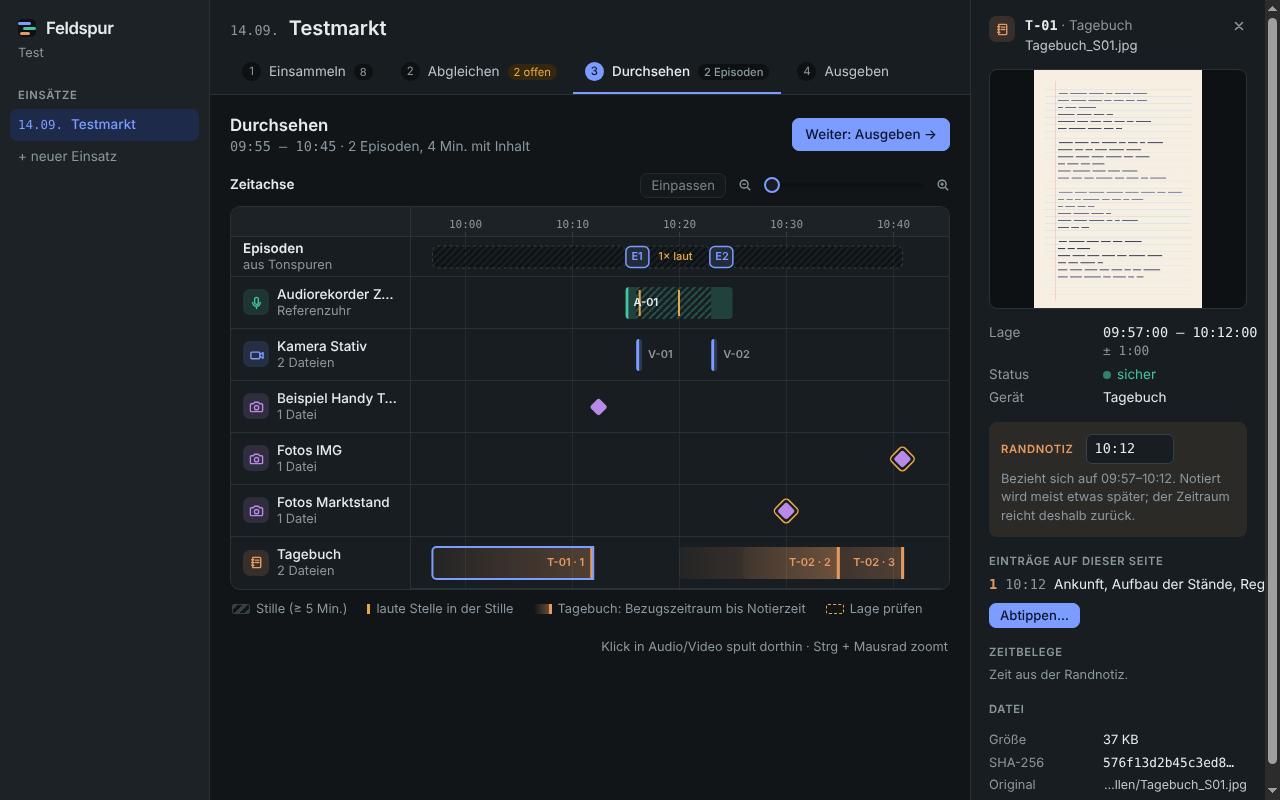 Feldspur
Test
EINSÄTZE
14.09. Testmarkt
+ neuer Einsatz
14.09. Testmarkt
1 Einsammeln 8
2 Abgleichen 2 offen
3 Durchsehen 2 Episoden
4 Ausgeben
Durchsehen
09:55 – 10:45 · 2 Episoden, 4 Min. mit Inhalt
Weiter: Ausgeben →
Zeitachse
Einpassen
10:00 10:10 10:20 10:30 10:40
Episoden
aus Tonspuren
E1 1× laut E2
Audiorekorder Z...
Referenzuhr
A-01
Kamera Stativ
2 Dateien
V-01 V-02
Beispiel Handy T...
1 Datei
Fotos IMG
1 Datei
Fotos Marktstand
1 Datei
Tagebuch
2 Dateien
T-01 · 1 T-02 · 2 T-02 · 3
Stille (≥ 5 Min.) laute Stelle in der Stille Tagebuch: Bezugszeitraum bis Notierzeit Lage prüfen
Klick in Audio/Video spult dorthin · Strg + Mausrad zoomt
T-01 · Tagebuch
Tagebuch_S01.jpg
Lage 09:57:00 – 10:12:00
± 1:00
Status sicher
Gerät Tagebuch
RANDNOTIZ 10:12
Bezieht sich auf 09:57–10:12. Notiert
wird meist etwas später; der Zeitraum
reicht deshalb zurück.
EINTRÄGE AUF DIESER SEITE
1 10:12 Ankunft, Aufbau der Stände, Reg
Abtippen…
ZEITBELEGE
Zeit aus der Randnotiz.
DATEI
Größe 37 KB
SHA-256 576f13d2b45c3ed8…
Original …llen/Tagebuch_S01.jpg